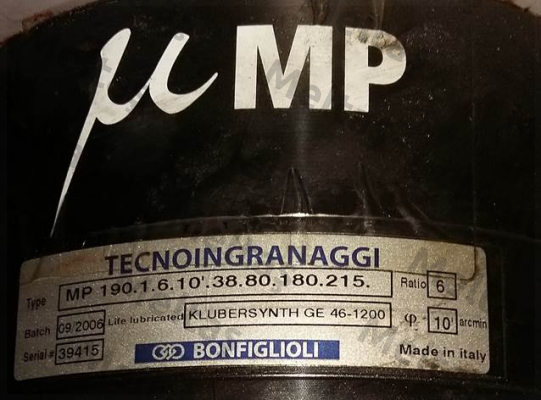 µMP
TECNOINGRANAGGI
Type MP 190.1.6.10'.38.80.180.215. Ratio 6
Batch 09/2006 Life lubricated KLUBERSYNTH GE 46-1200 φ 10' arcmin
Serial # 39415 BONFIGLIOLI Made in italy